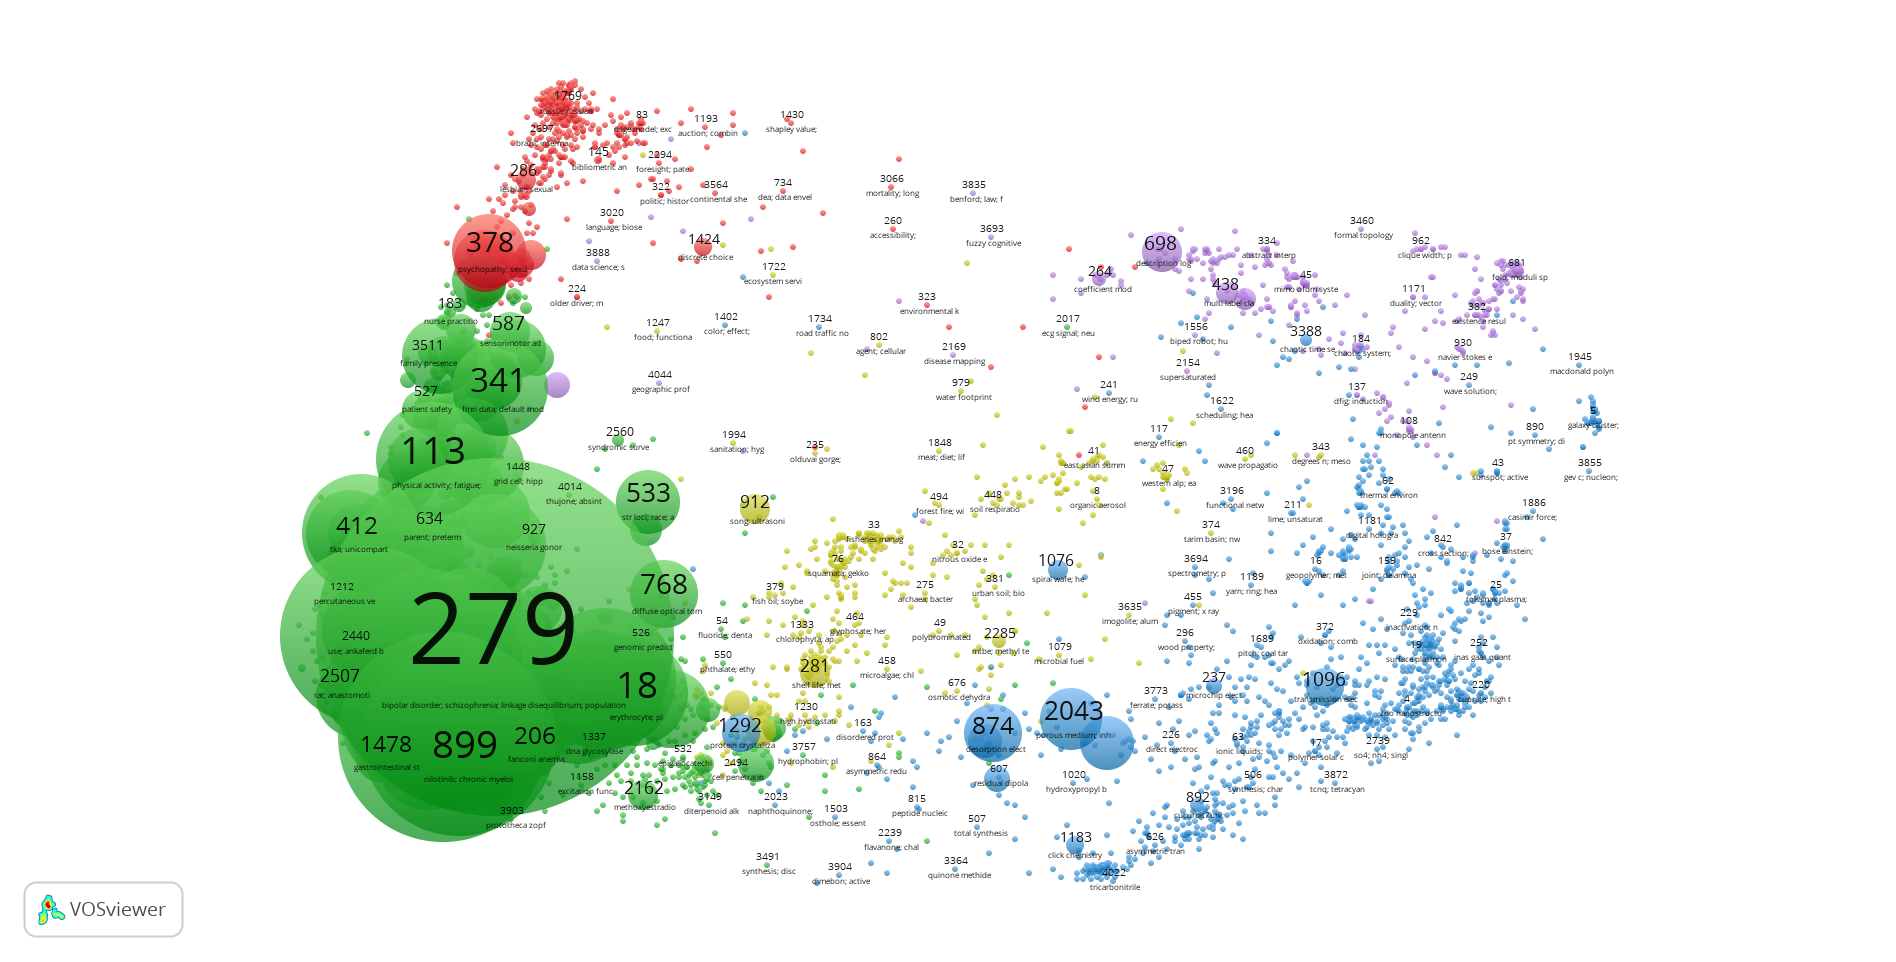 1769
russia; russian
2697
brazil; interna
83
dsge model; exc
1193
auction; combin
1430
shapley value;
145
bibliometric an
2294
foresight; pate
286
lesbian; sexual
322
politic; histor
3564
continental she
734
dea; data envel
3066
mortality; long
3835
benford; law; f
3020
language; biose
260
accessibility;
3693
fuzzy cognitive
3460
formal topology
378
psychopathy; sexu
3888
data science; s
1424
discrete choice
1722
ecosystem servi
698
description log
334
abstract interp
962
clique width; p
264
coefficient mod
438
multi label cla
45
mimo ofdm syste
681
fold; moduli sp
1171
duality; vector
382
existence resul
183
nurse practitio
224
older driver; m
323
environmental k
587
sensorimotor ad
1247
food; functiona
1402
color; effect;
1734
road traffic no
2017
ecg signal; neu
1556
biped robot; hu
3388
chaotic time se
184
chaotic system;
3511
family presence
802
agent; cellular
2169
disease mapping
2154
supersaturated
930
navier stokes e
1945
macdonald polyn
341
fmri data; default mod
4044
geographic prof
979
water footprint
241
wind energy; ru
249
wave solution;
527
patient safety
1622
scheduling; hea
137
dfig; induction
108
monopole antenn
5
galaxy cluster;
113
physical activity; fatigue;
2560
syndromic surve
1994
sanitation; hyg
235
olduvai gorge;
1848
meat; diet; lif
117
energy efficien
890
pt symmetry; di
1448
grid cell; hipp
41
east asian summ
460
wave propagatio
343
degrees n; meso
43
sunspot; active
3855
gev c; nucleon;
4014
thujone; absint
533
str loci; race; a
47
western alp; ea
62
thermal environ
912
song; ultrasoni
494
forest fire; wi
448
soil respiratio
8
organic aerosol
3196
functional netw
211
lime; unsaturat
1886
casimir force;
412
tka; unicompart
634
parent; preterm
927
neisseria gonor
33
fisheries manag
374
tarim basin; nw
1181
digital hologra
842
cross section;
37
bose einstein;
76
squamata; gekko
32
nitrous oxide e
1076
spiral wave; he
3694
spectrometry; p
16
geopolymer; met
159
joint; delamina
1212
percutaneous ve
768
diffuse optical tom
379
fish oil; soybe
275
archaea; bacter
381
urban soil; bio
1189
yarn; ring; hea
25
tokamak plasma;
279
bipolar disorder; schizophrenia; linkage disequilibrium; population
3635
imogolite; alum
455
pigment; x ray
229
inactivation; n
54
fluoride; denta
1333
chlorophyta; ap
464
glyphosate; her
49
polybrominated
2285
mtbe; methyl te
296
wood property;
372
oxidation; comb
2440
use; ankaferd b
526
genomic predict
1079
microbial fuel
1689
pitch; coal tar
19
surface plasmon
252
inas gaas quant
550
phthalate; ethy
458
microalgae; chl
2507
rat; anastomoti
18
erythrocyte; pl
281
shelf life; met
676
osmotic dehydra
3773
ferrate; potass
237
microchip elect
1096
transmission elec
4
zno nanostructu
220
cuprate; high t
1230
high hydrostati
2043
porous medium; inh
1292
protein crystalliza
163
disordered prot
874
desorption elect
226
direct electroc
63
ionic liquids;
17
polymer solar c
2739
so4; nh4; singl
1478
gastrointestinal st
899
nilotinib; chronic myeloi
206
fanconi anemia;
1337
dna glycosylase
532
epigallocatechi
2494
cell penetratin
3757
hydrophobin; pl
864
asymmetric redu
607
residual dipola
1020
hydroxypropyl b
506
synthesis; char
3872
tcnq; tetracyan
1158
excitation func
2162
methoxyestradio
3149
diterpenoid alk
2023
naphthoquinone;
1503
osthole; essent
815
peptide nucleic
892
3903
prototheca zopf
507
total synthesis
2239
flavanone; chal
1183
click chemistry
626
asymmetric tran
3491
synthesis; disc
3904
dimebon; active
3364
quinone methide
4022
tricarbonitrile
VOSviewer